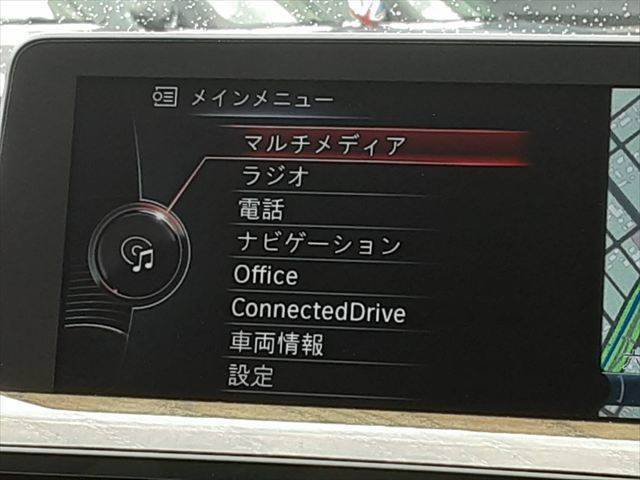 メインメニュー
マルチメディア
ラジオ
電話
ナビゲーション
Office
ConnectedDrive
車両情報
設定